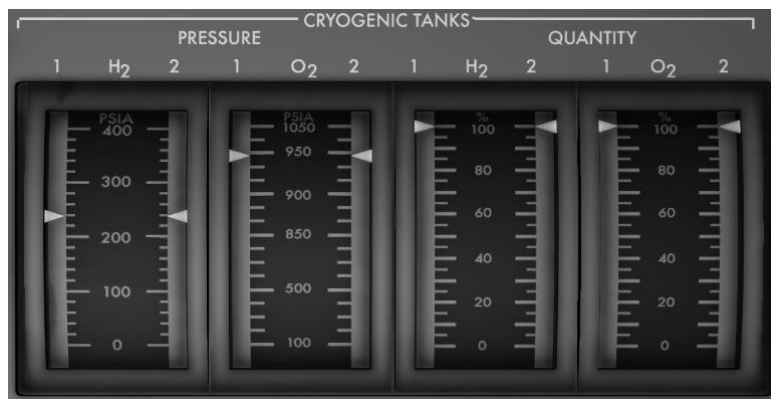 CRYOGENIC TANKS
PRESSURE QUANTITY
1 H2 2 1 O2 2 1 H2 2 1 O2 2
PSIA PSIA % %
400 1050 100 100
300 950 80 80
200 900 60 60
100 850 40 40
0 500 20 20
100 0 0